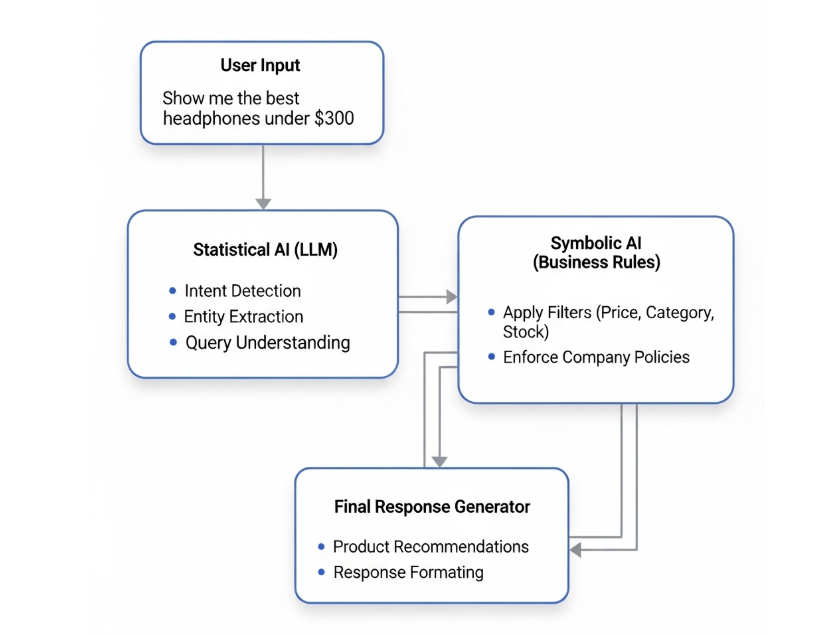 User Input
Show me the best
headphones under $300
Statistical AI (LLM)
Intent Detection
Entity Extraction
Query Understanding
Symbolic AI
(Business Rules)
Apply Filters (Price, Category,
Stock)
Enforce Company Policies
Final Response Generator
Product Recommendations
Response Formating